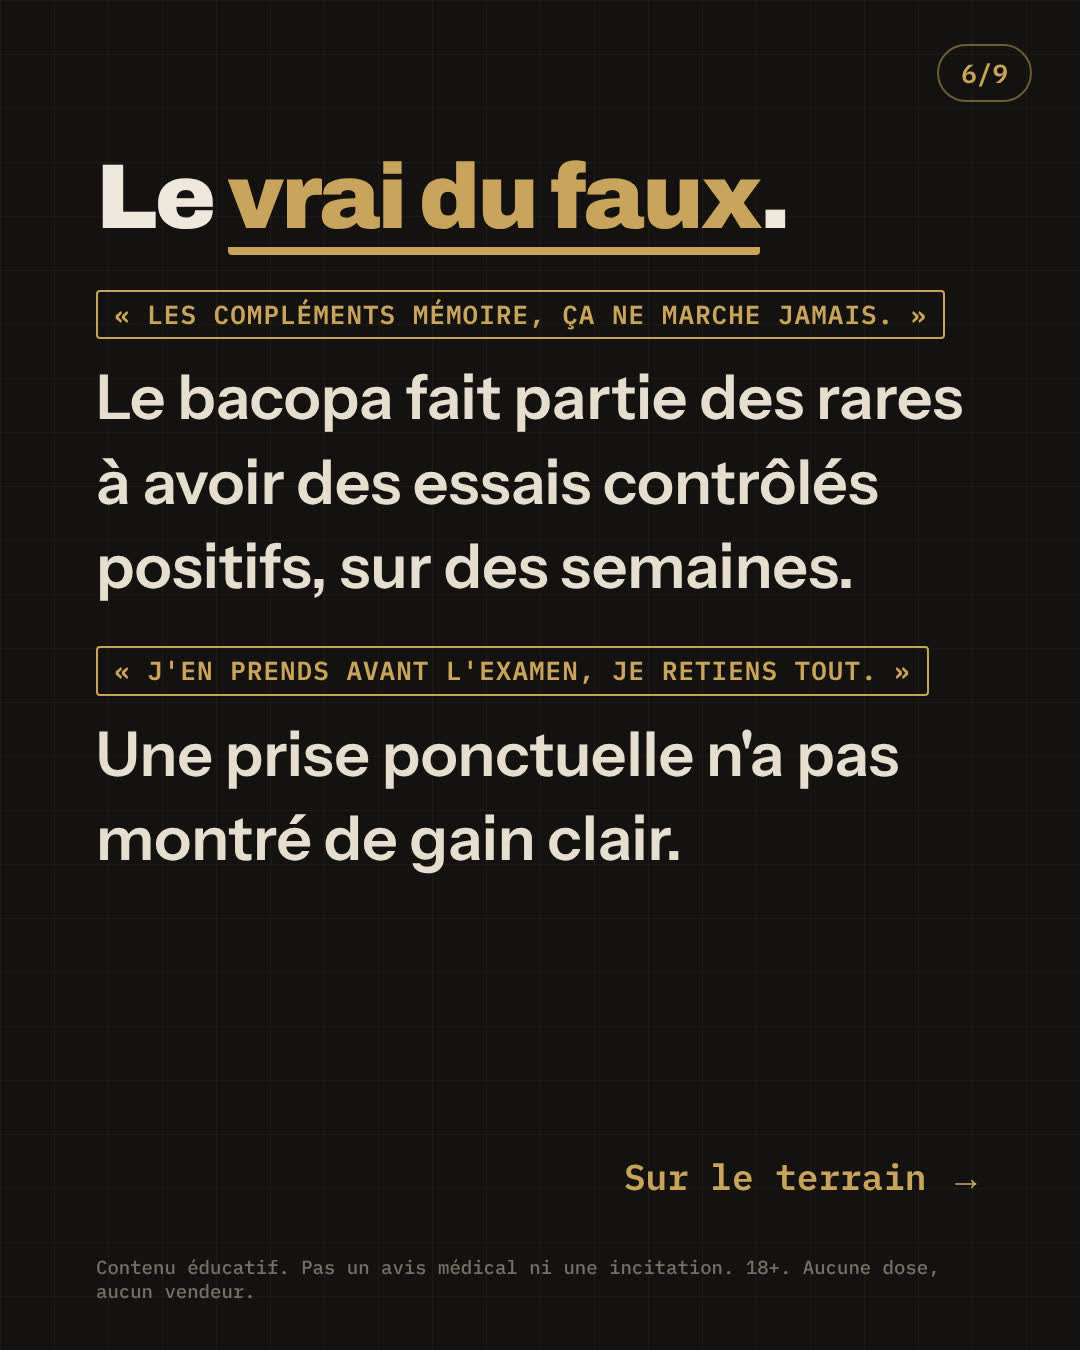 6/9
Le vrai du faux.
« LES COMPLÉMENTS MÉMOIRE, ÇA NE MARCHE JAMAIS. »
Le bacopa fait partie des rares
à avoir des essais contrôlés
positifs, sur des semaines.
« J'EN PRENDS AVANT L'EXAMEN, JE RETIENS TOUT. »
Une prise ponctuelle n'a pas
montré de gain clair.
Sur le terrain →
Contenu éducatif. Pas un avis médical ni une incitation. 18+. Aucune dose,
aucun vendeur.